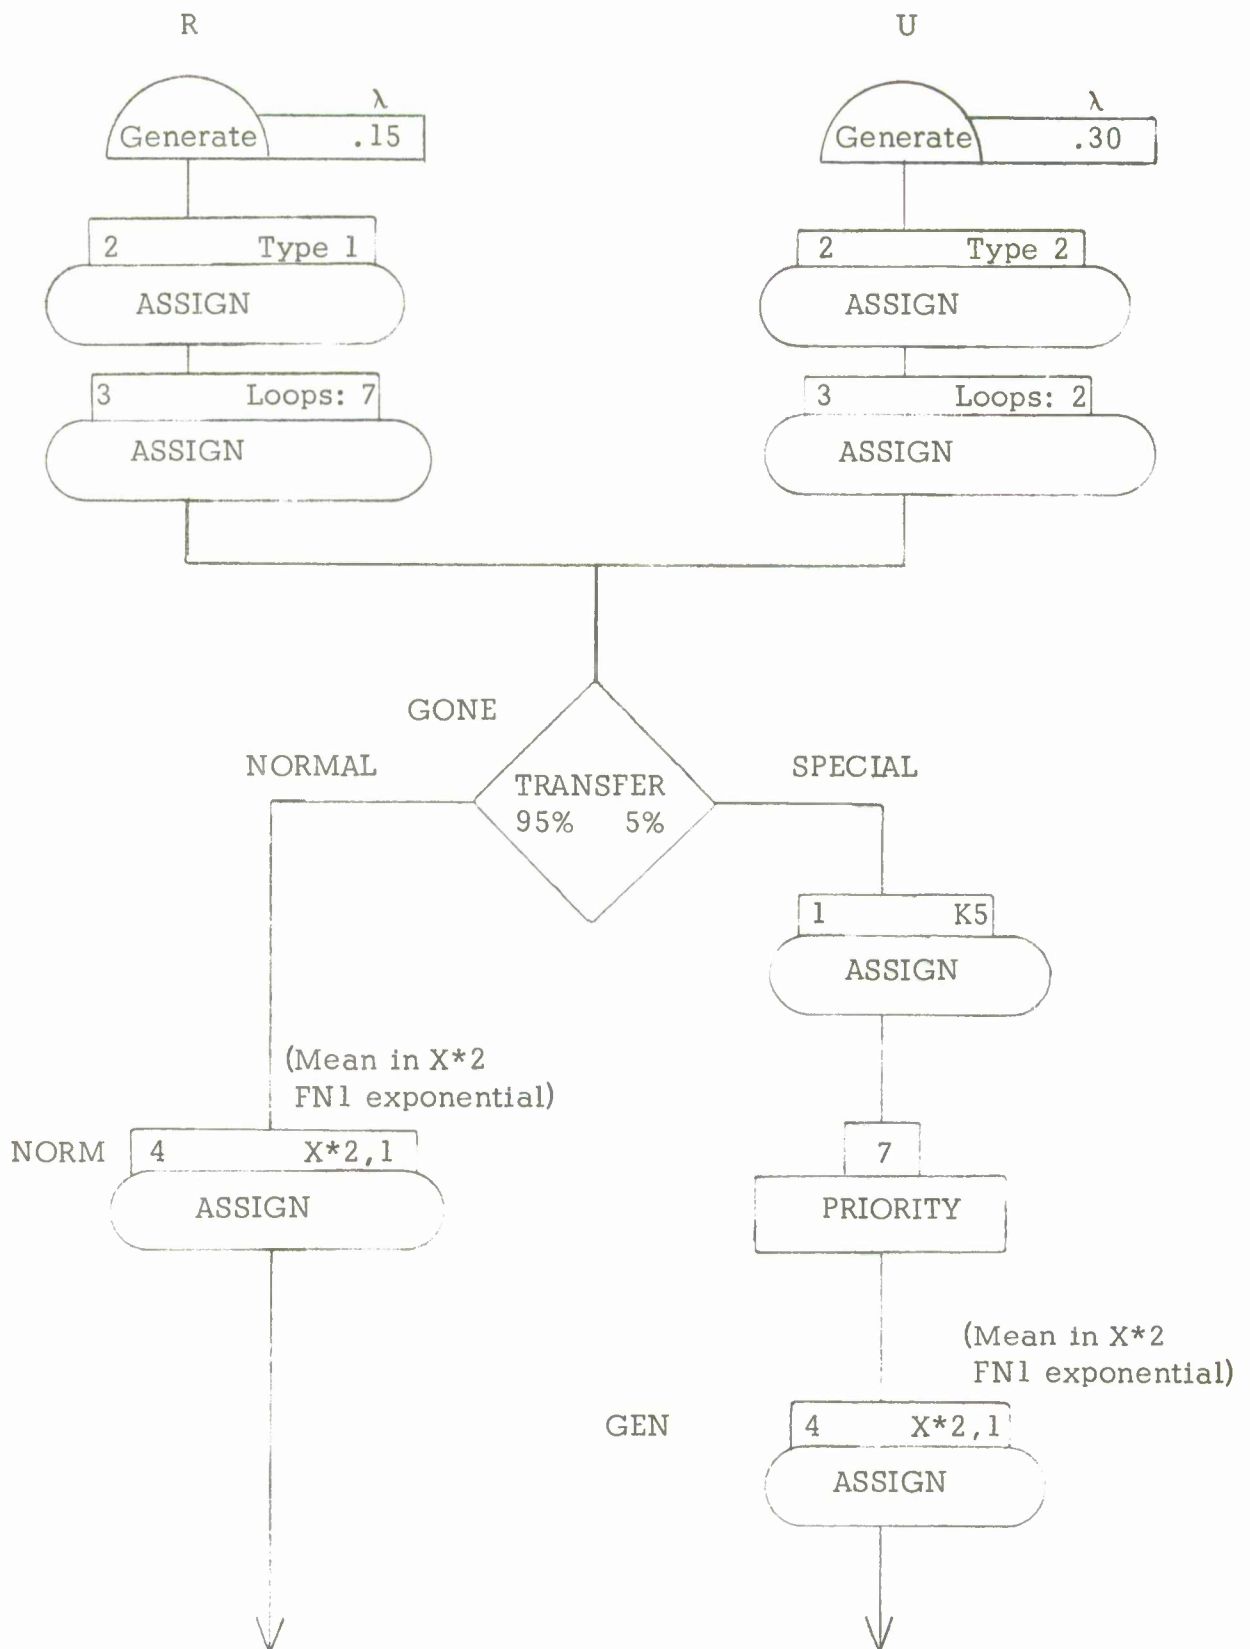 R
U
λ
Generate .15
λ
Generate .30
2 Type 1
ASSIGN
2 Type 2
ASSIGN
3 Loops: 7
ASSIGN
3 Loops: 2
ASSIGN
GONE
NORMAL
SPECIAL
TRANSFER
95% 5%
1 K5
ASSIGN
(Mean in X*2
FN1 exponential)
NORM
4 X*2,1
ASSIGN
7
PRIORITY
(Mean in X*2
FN1 exponential)
GEN
4 X*2,1
ASSIGN